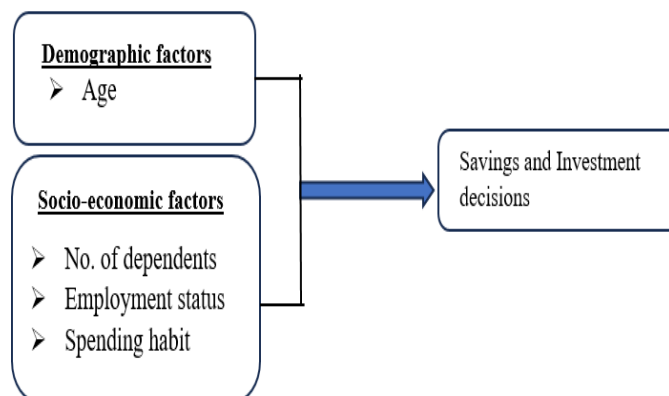 Demographic factors
➢ Age
Socio-economic factors
➢ No. of dependents
➢ Employment status
➢ Spending habit
Savings and Investment
decisions